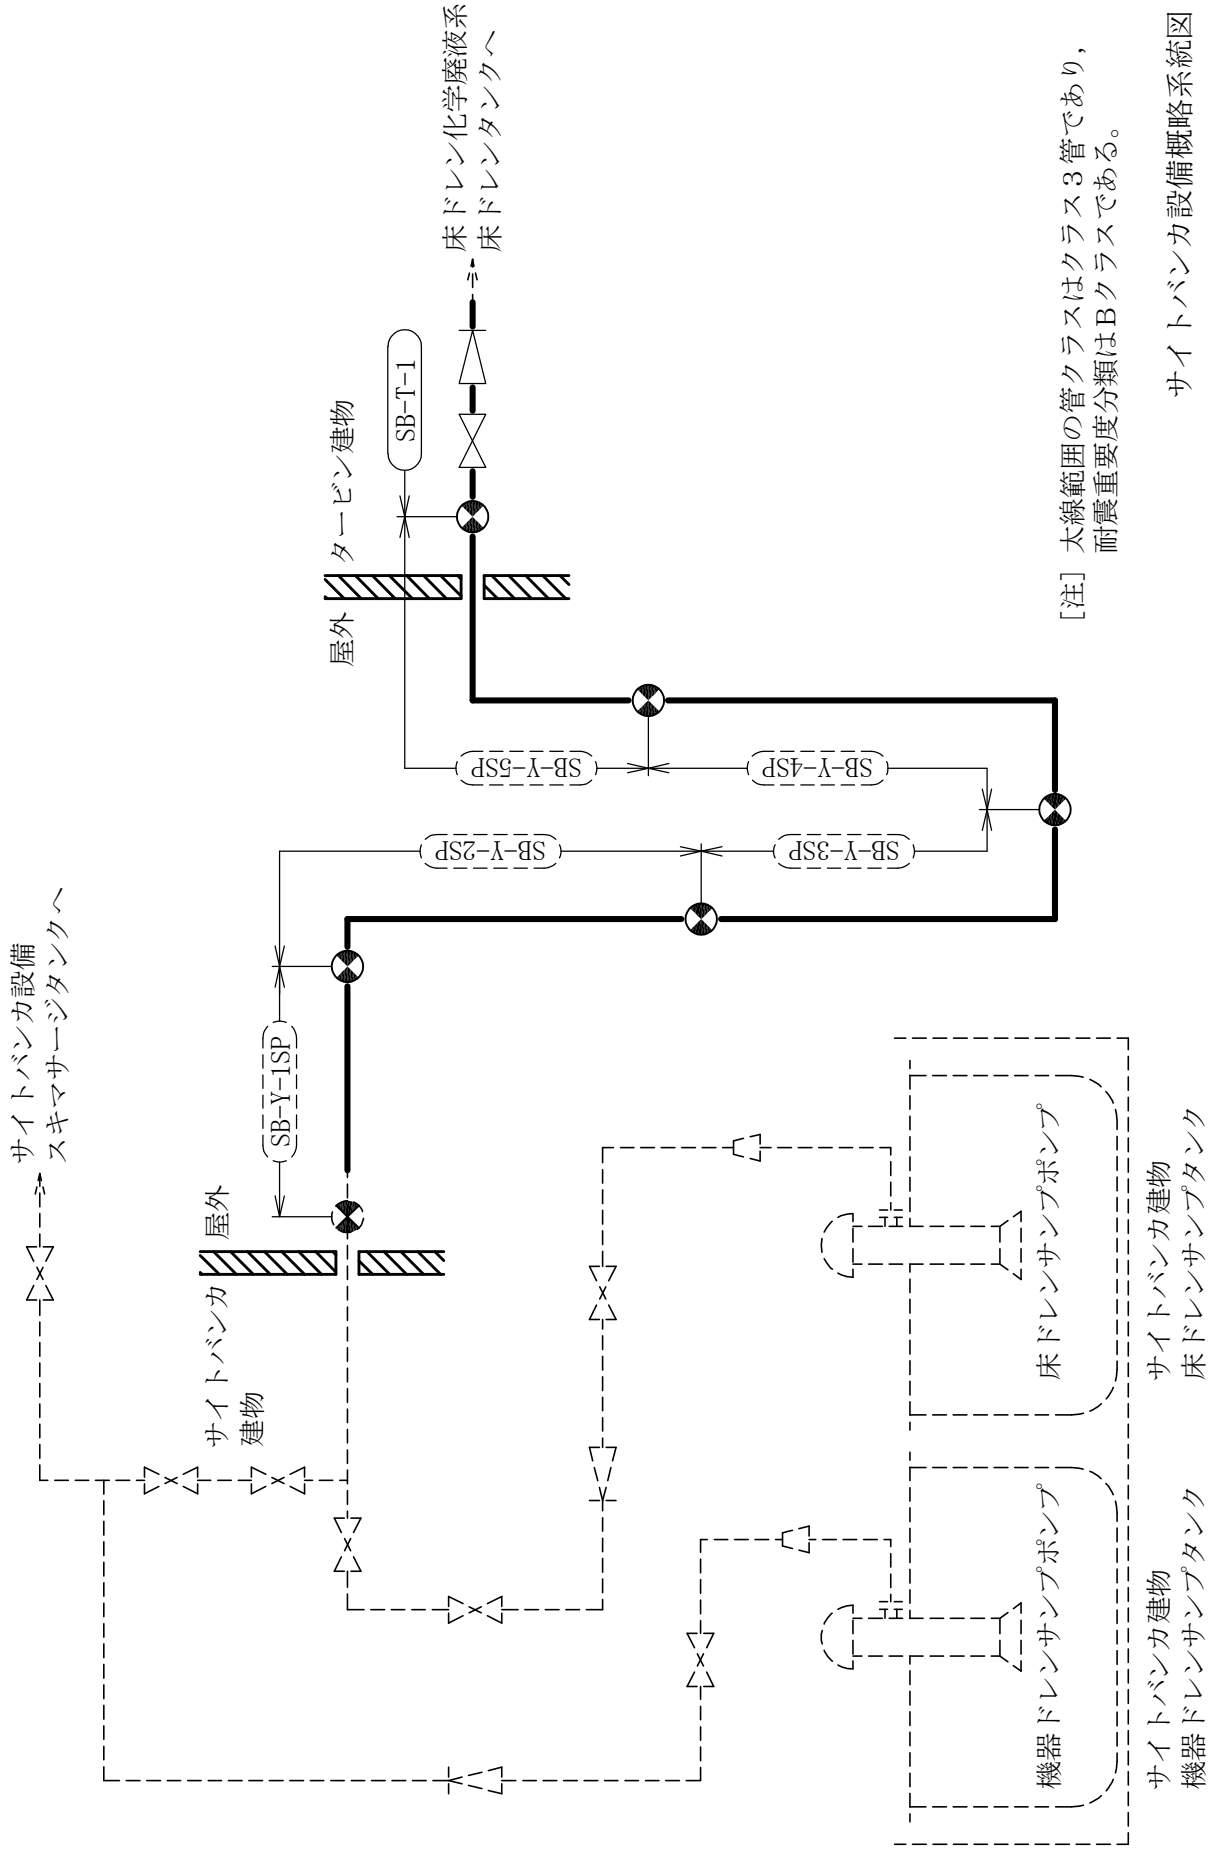 サイトバンカ設備
スキマサージタンクへ
サイトバンカ
建物
屋外
SB-Y-1SP
SB-Y-2SP
SB-Y-3SP
SB-Y-4SP
SB-Y-5SP
屋外
タービン建物
SB-T-1
床ドレン化学廃液系
床ドレンタンクへ
機器ドレンサンプポンプ
床ドレンサンプポンプ
サイトバンカ建物
機器ドレンサンプタンク
サイトバンカ建物
床ドレンサンプタンク
[注] 太線範囲の管クラスはクラス3管であり，
耐震重要度分類はBクラスである。
サイトバンカ設備概略系統図